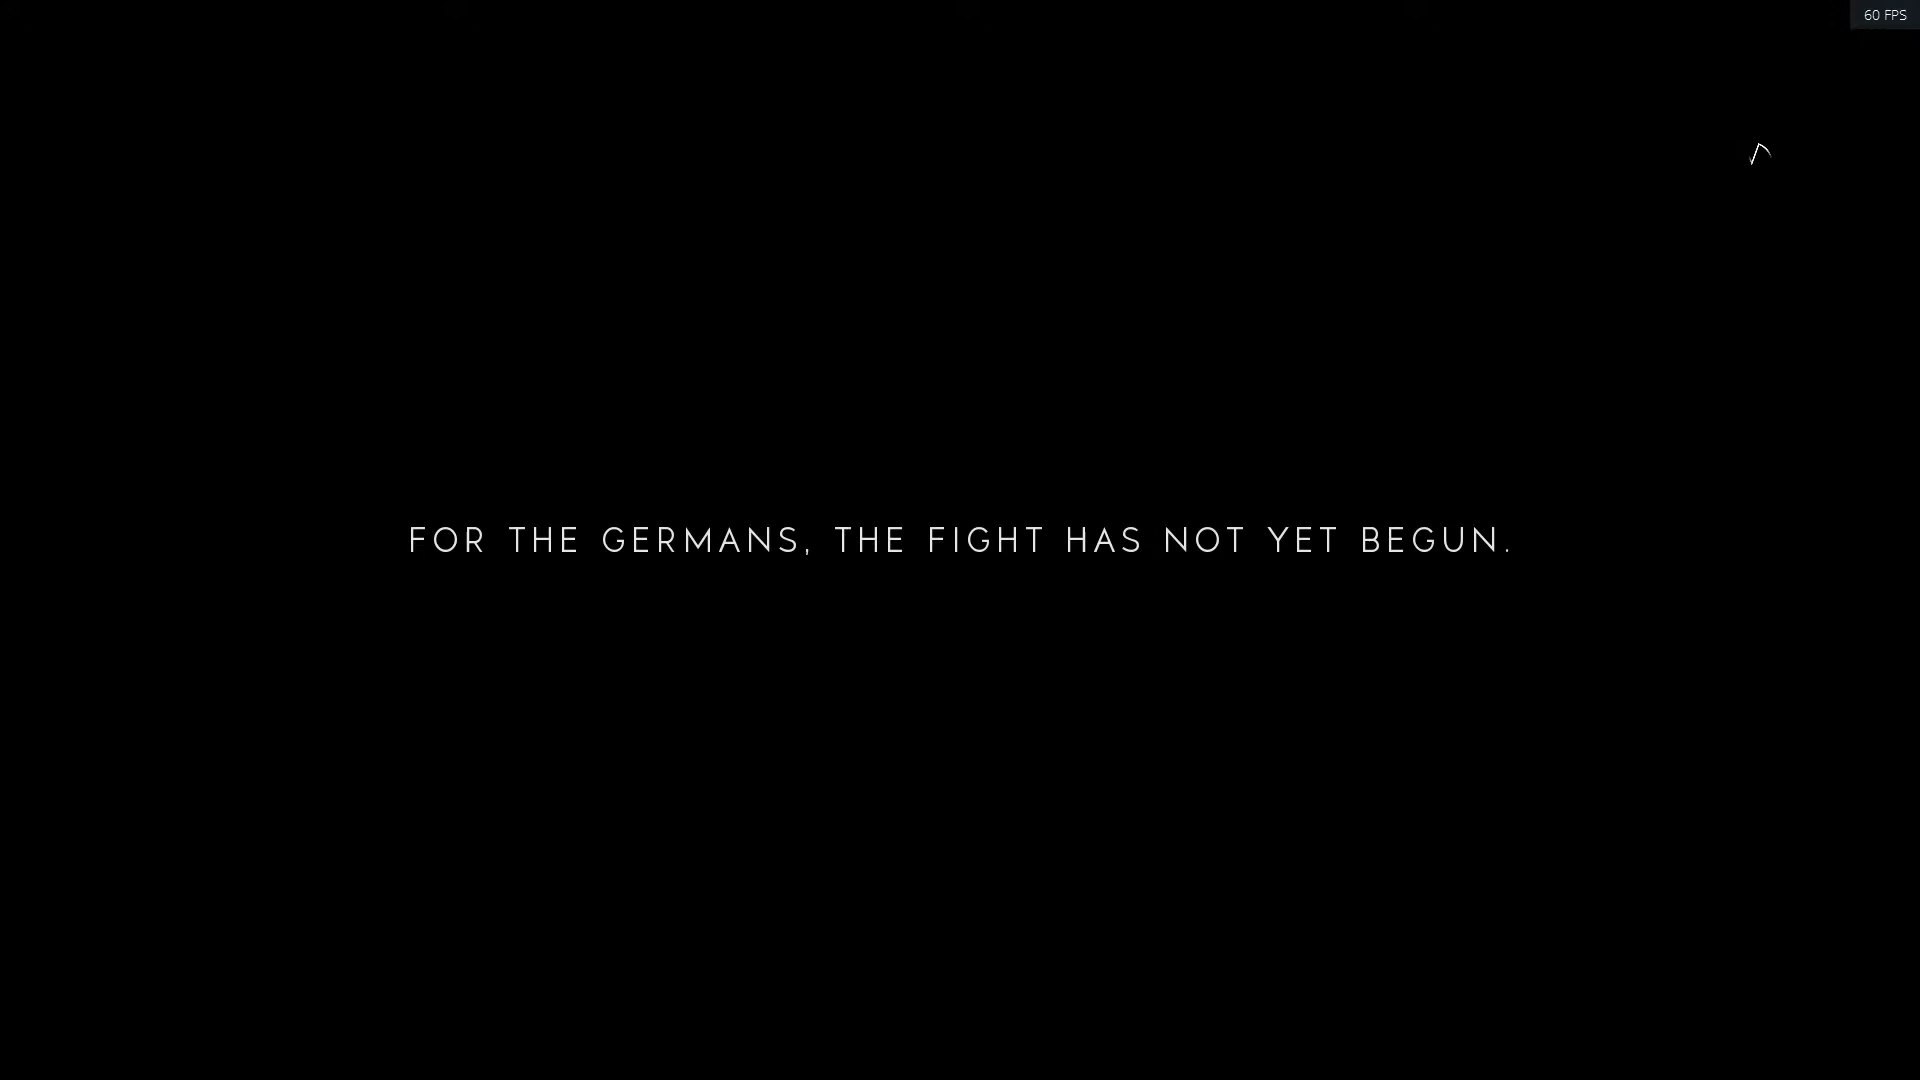 60 FPS
FOR THE GERMANS, THE FIGHT HAS NOT YET BEGUN.